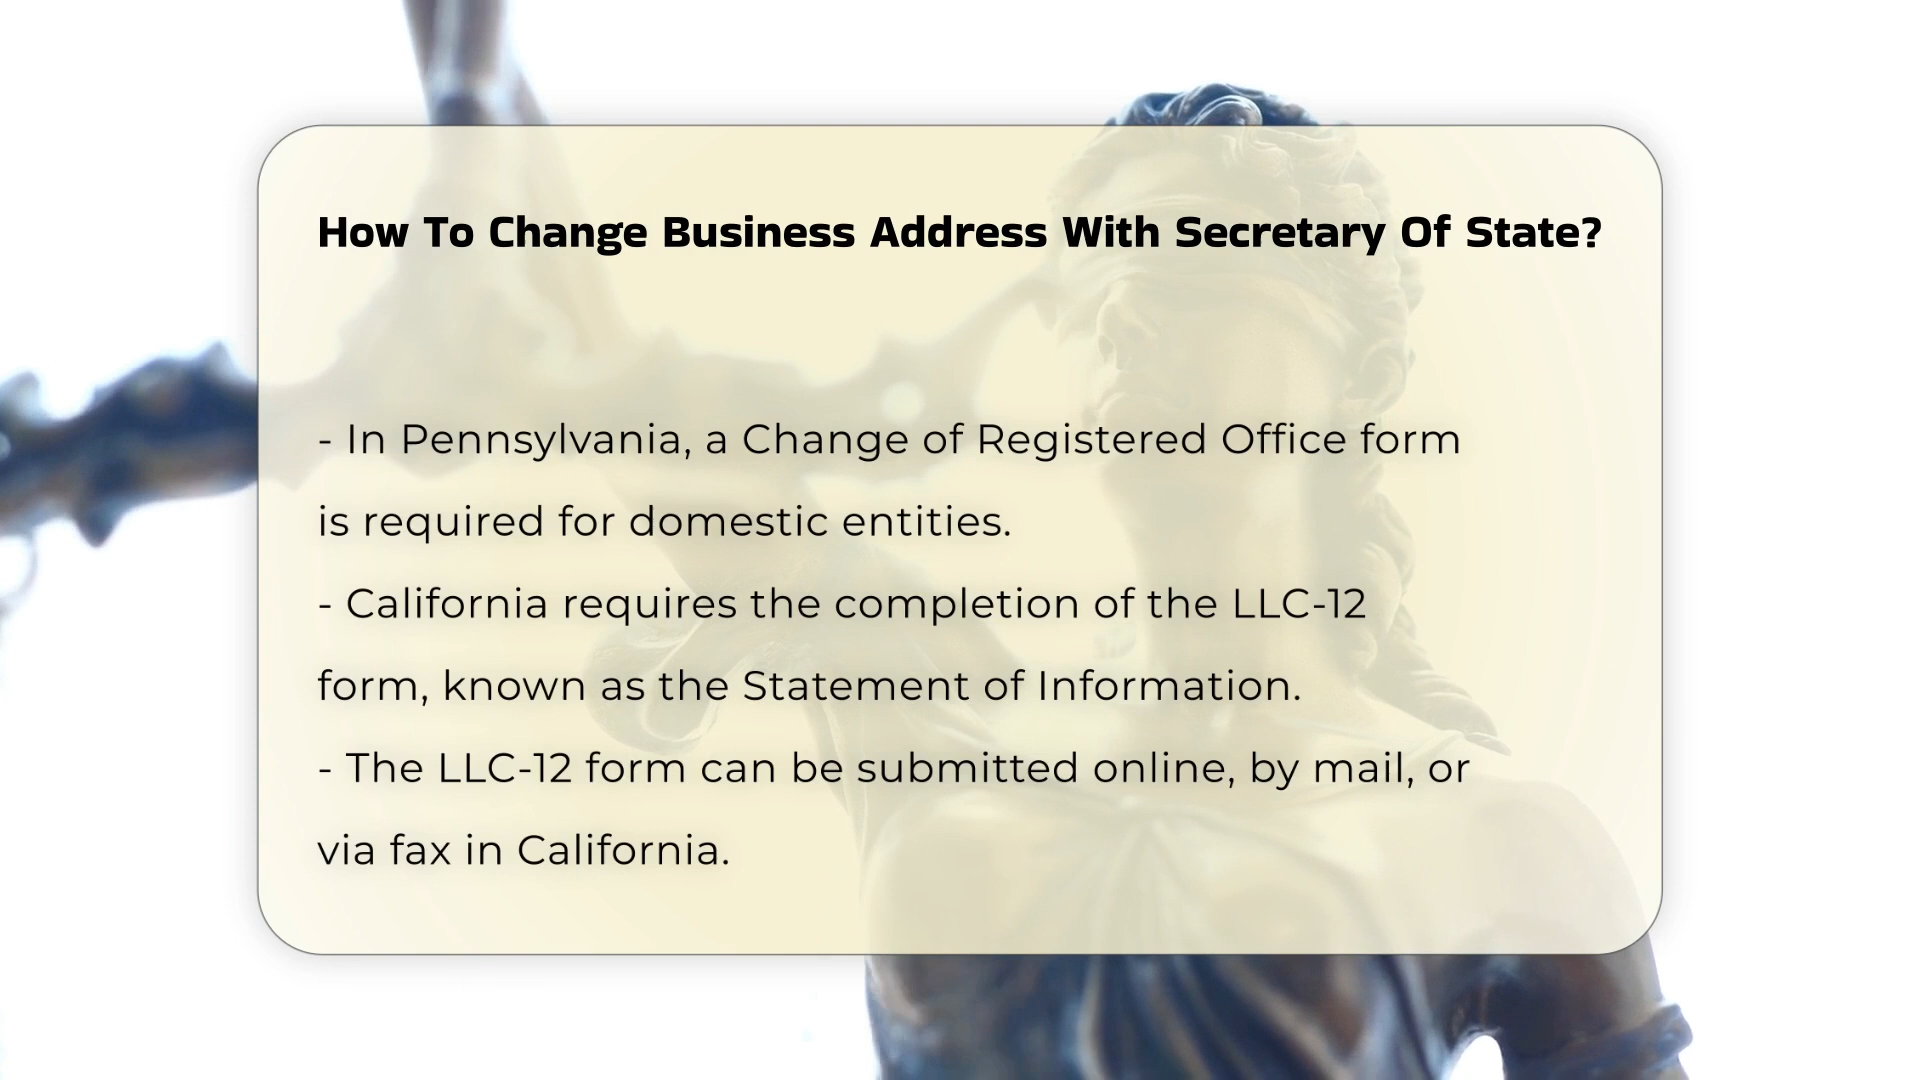 How To Change Business Address With Secretary Of State?
- In Pennsylvania, a Change of Registered Office form
is required for domestic entities.
- California requires the completion of the LLC-12
form, known as the Statement of Information.
- The LLC-12 form can be submitted online, by mail, or
via fax in California.